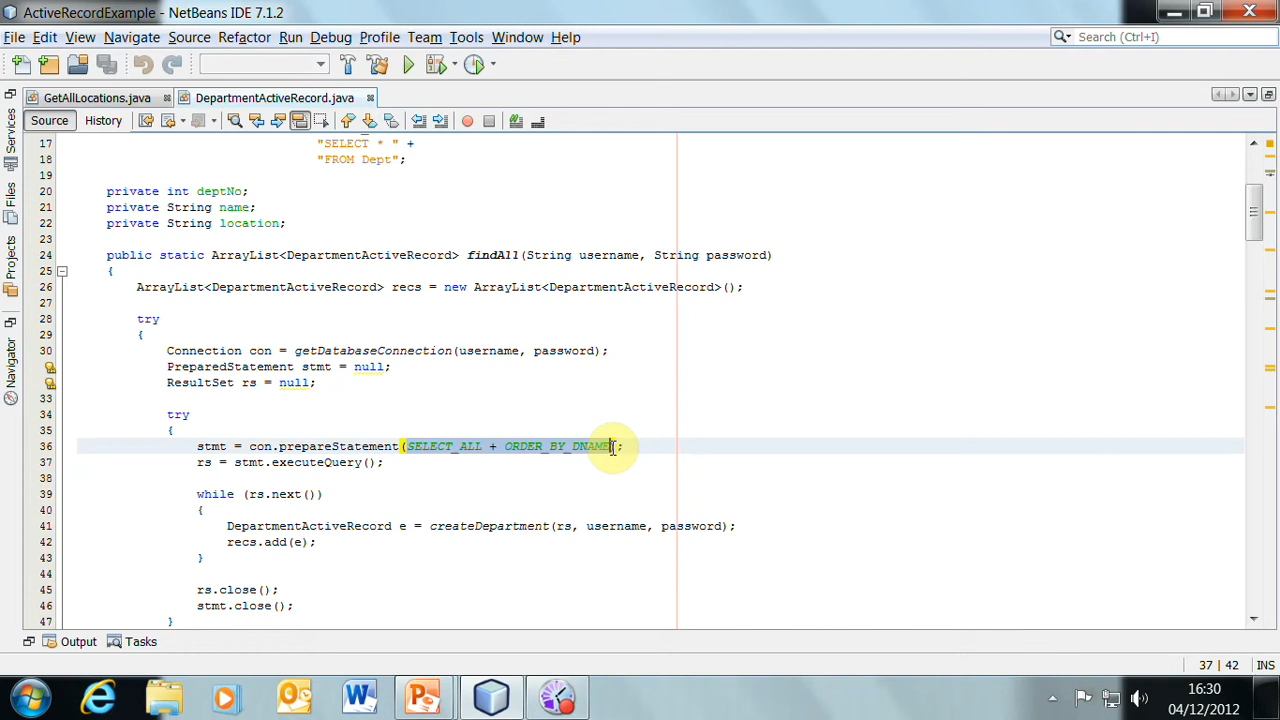 ActiveRecordExample - NetBeans IDE 7.1.2
File Edit View Navigate Source Refactor Run Debug Profile Team Tools Window Help
Search (Ctrl+I)
GetAllLocations.java DepartmentActiveRecord.java
Source History
Services
Files
Projects
Navigator
17 "SELECT * " +
18 "FROM Dept";
19
20 private int deptNo;
21 private String name;
22 private String location;
23
24 public static ArrayList<DepartmentActiveRecord> findAll(String username, String password)
25 {
26 ArrayList<DepartmentActiveRecord> recs = new ArrayList<DepartmentActiveRecord>();
27
28 try
29 {
30 Connection con = getDatabaseConnection(username, password);
PreparedStatement stmt = null;
ResultSet rs = null;
33
34 try
35 {
36 stmt = con.prepareStatement(SELECT_ALL + ORDER_BY_DNAME);
37 rs = stmt.executeQuery();
38
39 while (rs.next())
40 {
41 DepartmentActiveRecord e = createDepartment(rs, username, password);
42 recs.add(e);
43 }
44
45 rs.close();
46 stmt.close();
47 }
Output Tasks
37 | 42 INS
16:30
04/12/2012